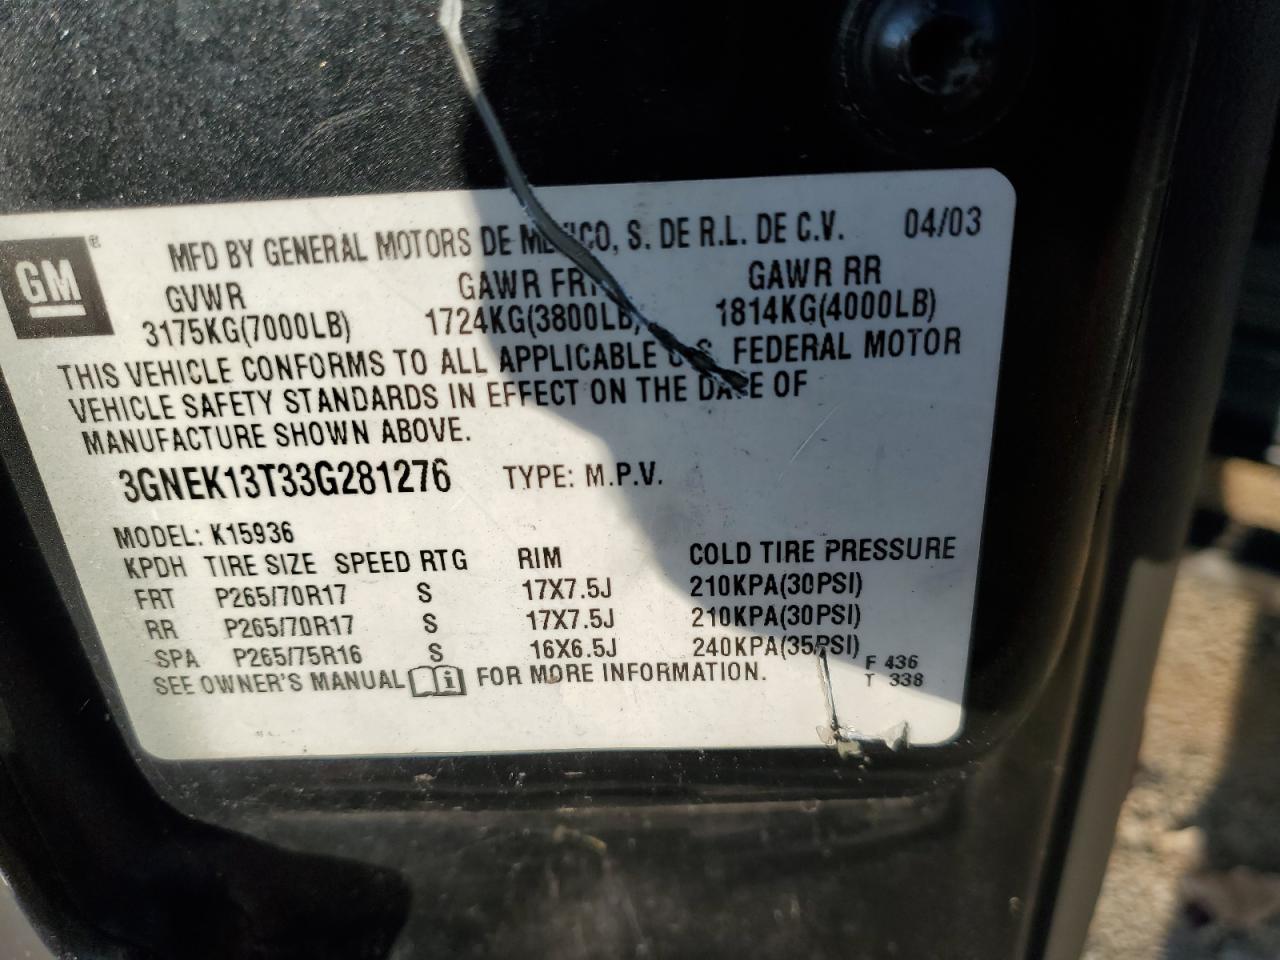 GM ® MFD BY GENERAL MOTORS DE MEXICO, S. DE R.L. DE C.V. 04/03
GVWR GAWR FRT GAWR RR
3175KG(7000LB) 1724KG(3800LB) 1814KG(4000LB)
THIS VEHICLE CONFORMS TO ALL APPLICABLE U.S. FEDERAL MOTOR
VEHICLE SAFETY STANDARDS IN EFFECT ON THE DATE OF
MANUFACTURE SHOWN ABOVE.
3GNEK13T33G281276 TYPE: M.P.V.
MODEL: K15936
KPDH TIRE SIZE SPEED RTG RIM COLD TIRE PRESSURE
FRT P265/70R17 S 17X7.5J 210KPA(30PSI)
RR P265/70R17 S 17X7.5J 210KPA(30PSI)
SPA P265/75R16 S 16X6.5J 240KPA(35PSI)
SEE OWNER'S MANUAL FOR MORE INFORMATION.
F 436
T 338